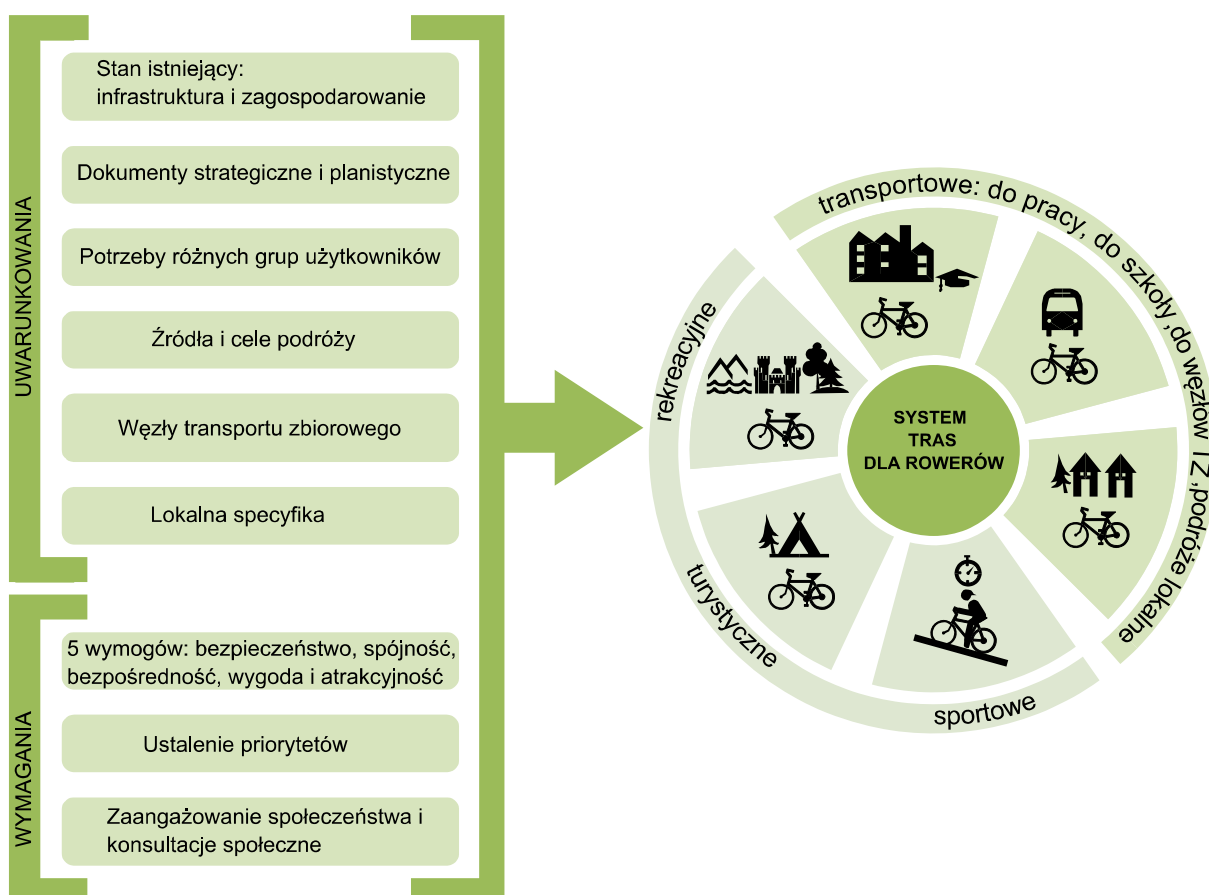 UWARUNKOWANIA
Stan istniejący:
infrastruktura i zagospodarowanie
Dokumenty strategiczne i planistyczne
Potrzeby różnych grup użytkowników
Źródła i cele podróży
Węzły transportu zbiorowego
Lokalna specyfika
WYMAGANIA
5 wymogów: bezpieczeństwo, spójność,
bezpośredność, wygoda i atrakcyjność
Ustalenie priorytetów
Zaangażowanie społeczeństwa i
konsultacje społeczne
SYSTEM
TRAS
DLA ROWERÓW
transportowe: do pracy, do szkoły ,do węzłów TZ ,podróże lokalne
rekreacyjne
turystyczne
sportowe